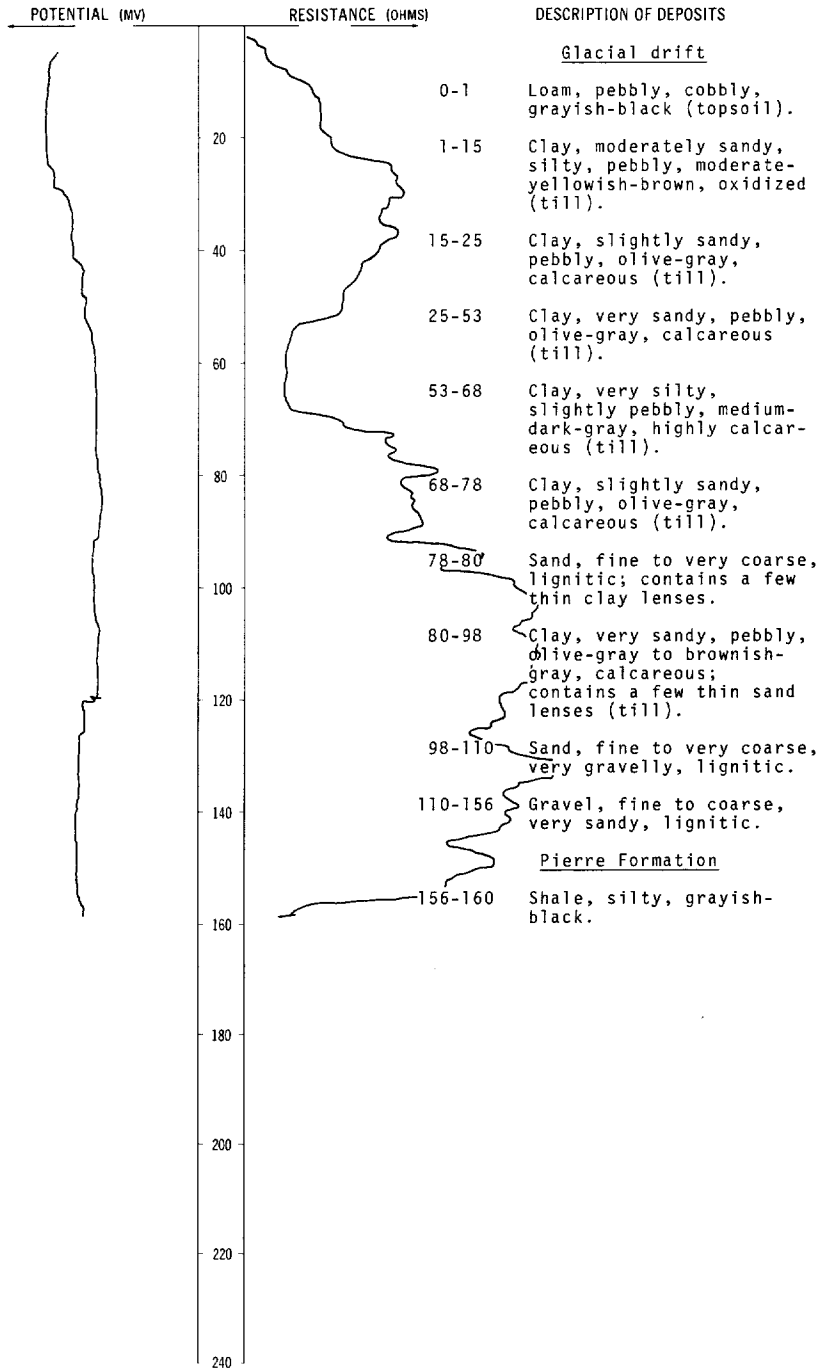 POTENTIAL (MV) RESISTANCE (OHMS) DESCRIPTION OF DEPOSITS
Glacial drift
0-1 Loam, pebbly, cobbly,
grayish-black (topsoil).
1-15 Clay, moderately sandy,
silty, pebbly, moderate-
yellowish-brown, oxidized
(till).
15-25 Clay, slightly sandy,
pebbly, olive-gray,
calcareous (till).
25-53 Clay, very sandy, pebbly,
olive-gray, calcareous
(till).
53-68 Clay, very silty,
slightly pebbly, medium-
dark-gray, highly calcar-
eous (till).
68-78 Clay, slightly sandy,
pebbly, olive-gray,
calcareous (till).
78-80 Sand, fine to very coarse,
lignitic; contains a few
thin clay lenses.
80-98 Clay, very sandy, pebbly,
olive-gray to brownish-
gray, calcareous;
contains a few thin sand
lenses (till).
98-110 Sand, fine to very coarse,
very gravelly, lignitic.
110-156 Gravel, fine to coarse,
very sandy, lignitic.
Pierre Formation
156-160 Shale, silty, grayish-
black.
20
40
60
80
100
120
140
160
180
200
220
240